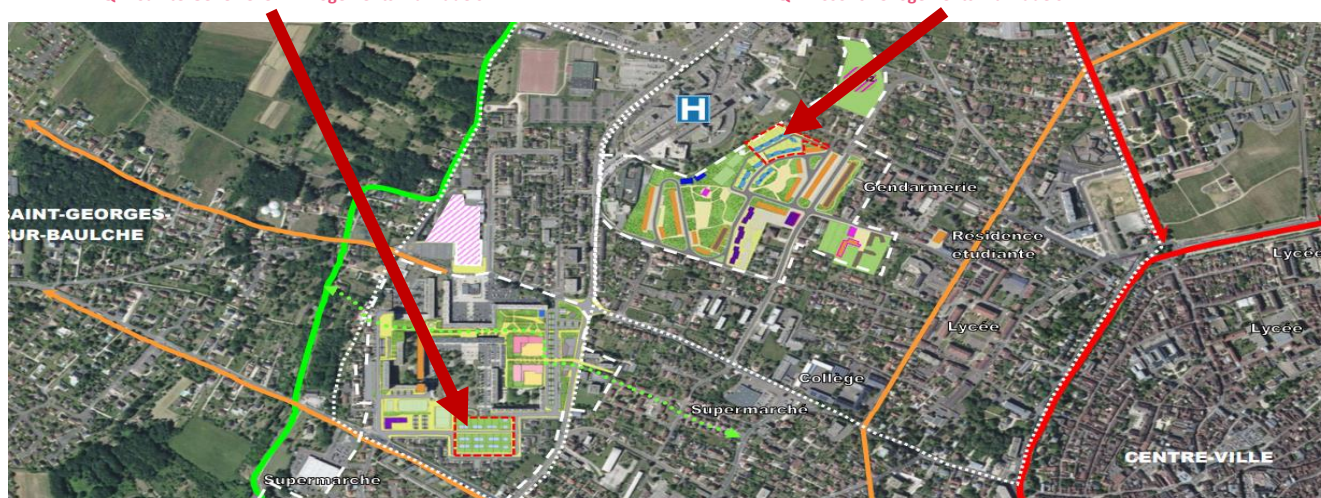 H
SAINT-GEORGES-
SUR-BAULCHE
Gendarmerie
Résidence
étudiante
Lycée
Lycée
Lycée
Collège
Supermarché
CENTRE-VILLE
Supermarché